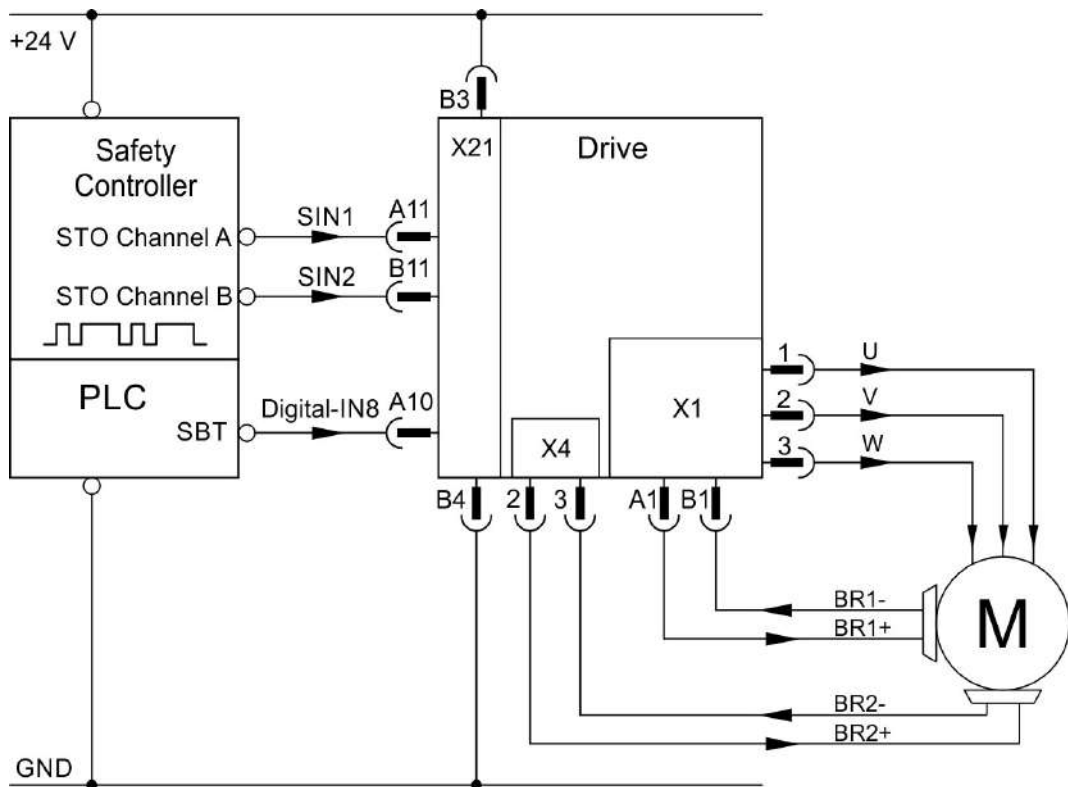 +24 V
B3
X21
Drive
Safety
Controller
STO Channel A
SIN1
A11
STO Channel B
SIN2
B11
PLC
SBT
Digital-IN8
A10
X4
X1
1
U
2
V
3
W
B4
2
3
A1
B1
BR1-
BR1+
M
BR2-
BR2+
GND